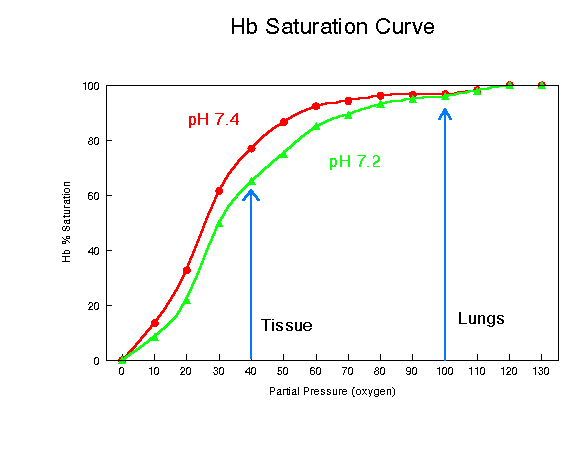 Hb Saturation Curve
100
80
60
40
20
0
Hb % Saturation
pH 7.4
pH 7.2
Tissue
Lungs
0 10 20 30 40 50 60 70 80 90 100 110 120 130
Partial Pressure (oxygen)